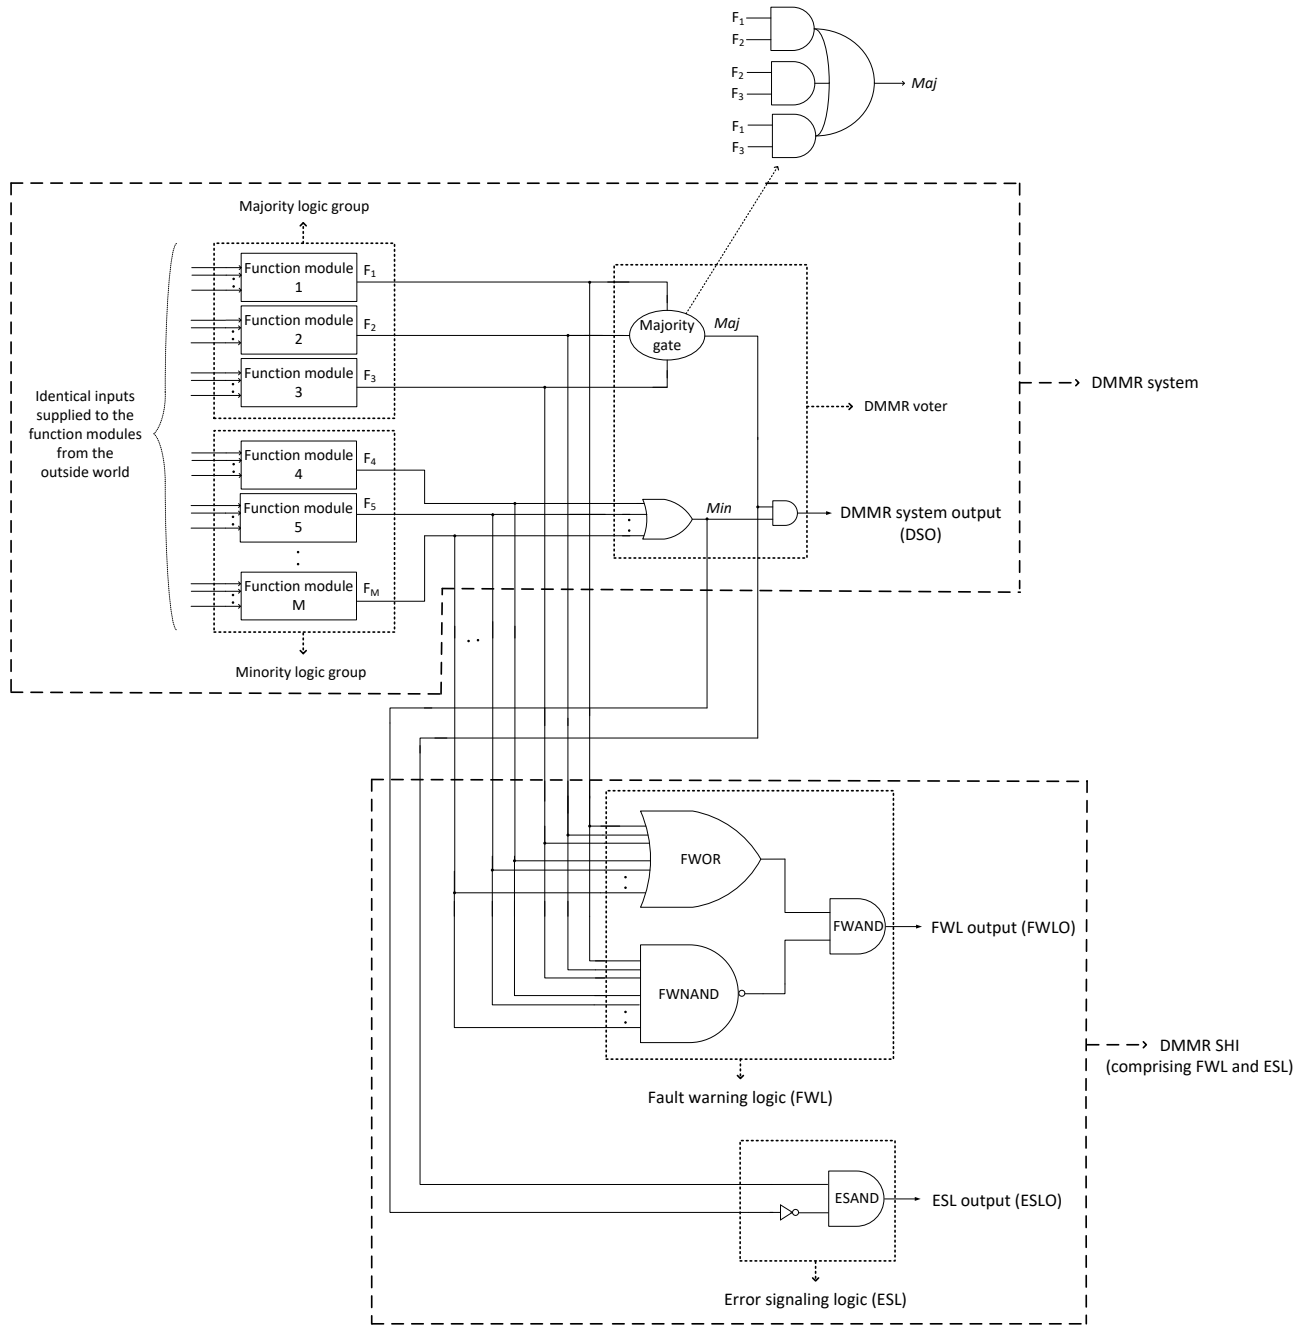 F1
F2
Maj
F2
F3
F1
F3
Majority logic group
Function module
1
F1
Function module
2
F2
Majority
gate
Maj
Function module
3
F3
DMMR system
Identical inputs
supplied to the
function modules
from the
outside world
DMMR voter
Function module
4
F4
Function module
5
F5
Min
DMMR system output
(DSO)
Function module
M
FM
Minority logic group
FWOR
FWAND
FWL output (FWLO)
FWNAND
DMMR SHI
(comprising FWL and ESL)
Fault warning logic (FWL)
ESAND
ESL output (ESLO)
Error signaling logic (ESL)